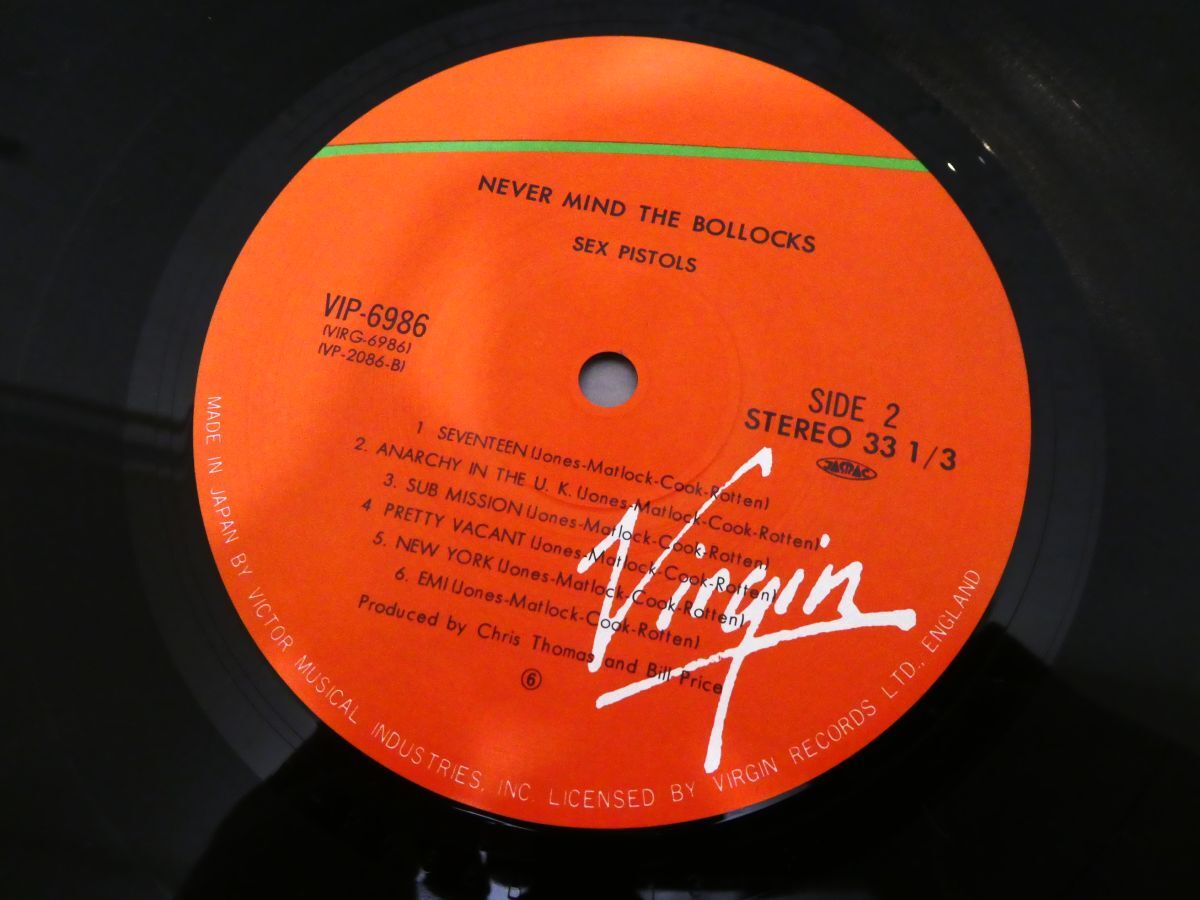 NEVER MIND THE BOLLOCKS
SEX PISTOLS
VIP-6986
(VIRG-6986)
(VP-2086-B)
SIDE 2
STEREO 33 1/3
JASRAC
1 SEVENTEEN (Jones-Matlock-Cook-Rotten)
2. ANARCHY IN THE U. K. (Jones-Matlock-Cook-Rotten)
3. SUB MISSION (Jones-Matlock-Cook-Rotten)
4 PRETTY VACANT (Jones-Matlock-Cook-Rotten)
5. NEW YORK (Jones-Matlock-Cook-Rotten)
6. EMI (Jones-Matlock-Cook-Rotten)
Produced by Chris Thomas and Bill Price
⑥
Virgin
MADE IN JAPAN BY VICTOR MUSICAL INDUSTRIES, INC. LICENSED BY VIRGIN RECORDS LTD., ENGLAND